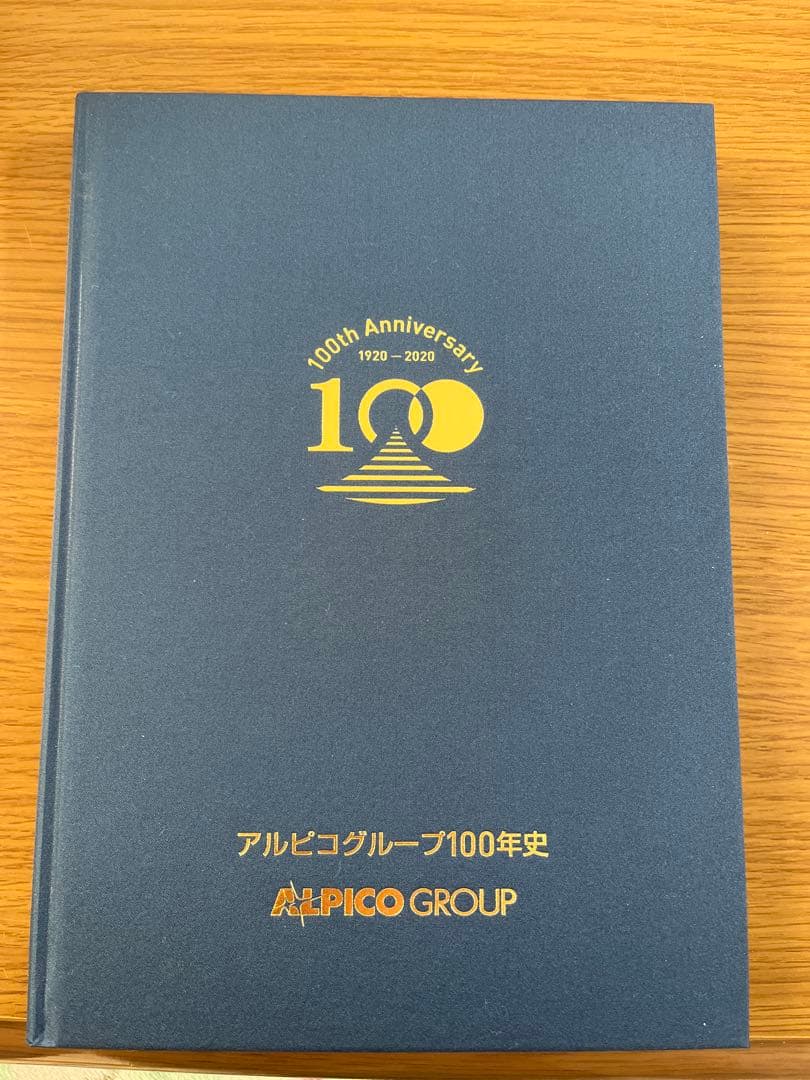 100th Anniversary
1920 – 2020
100
アルピコグループ100年史
ALPICO GROUP